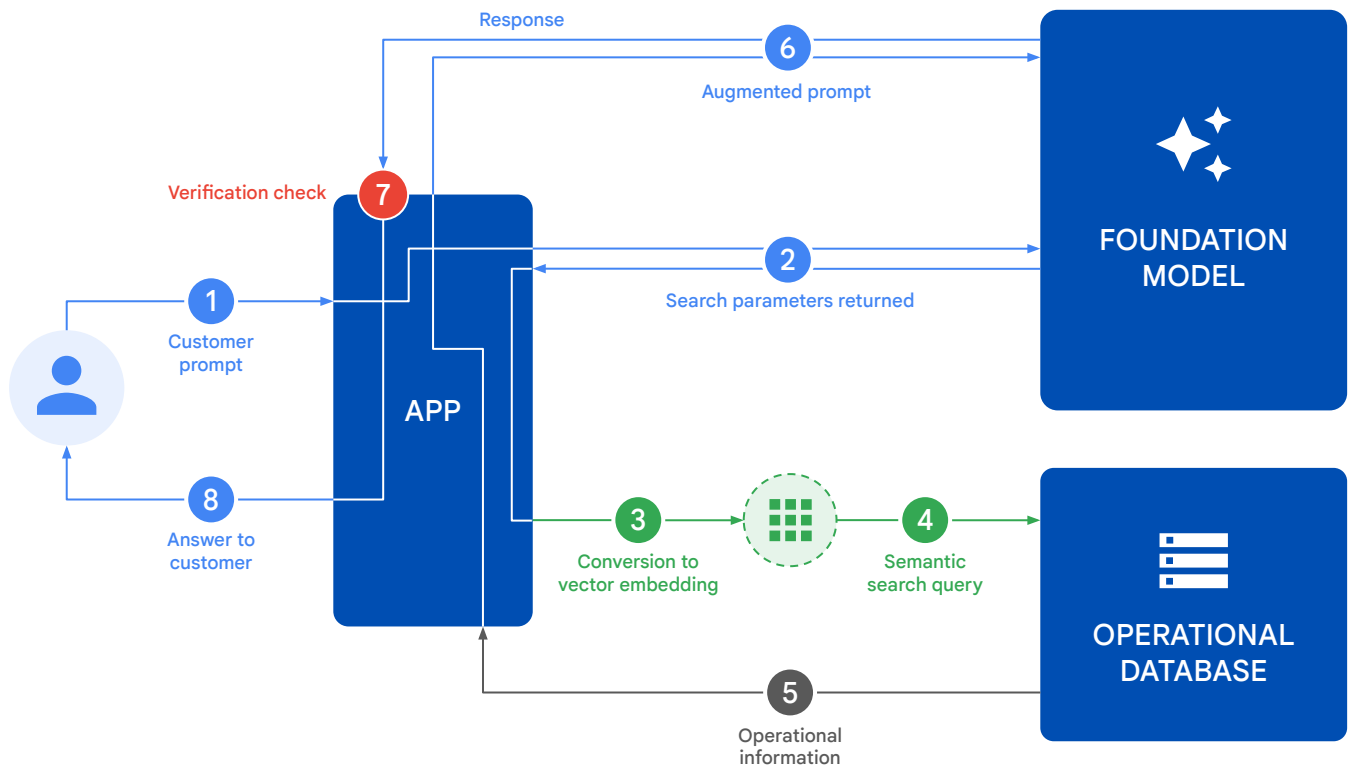 Response
6
Augmented prompt
Verification check
7
FOUNDATION
MODEL
2
Search parameters returned
1
Customer
prompt
APP
8
Answer to
customer
3
Conversion to
vector embedding
4
Semantic
search query
OPERATIONAL
DATABASE
5
Operational
information